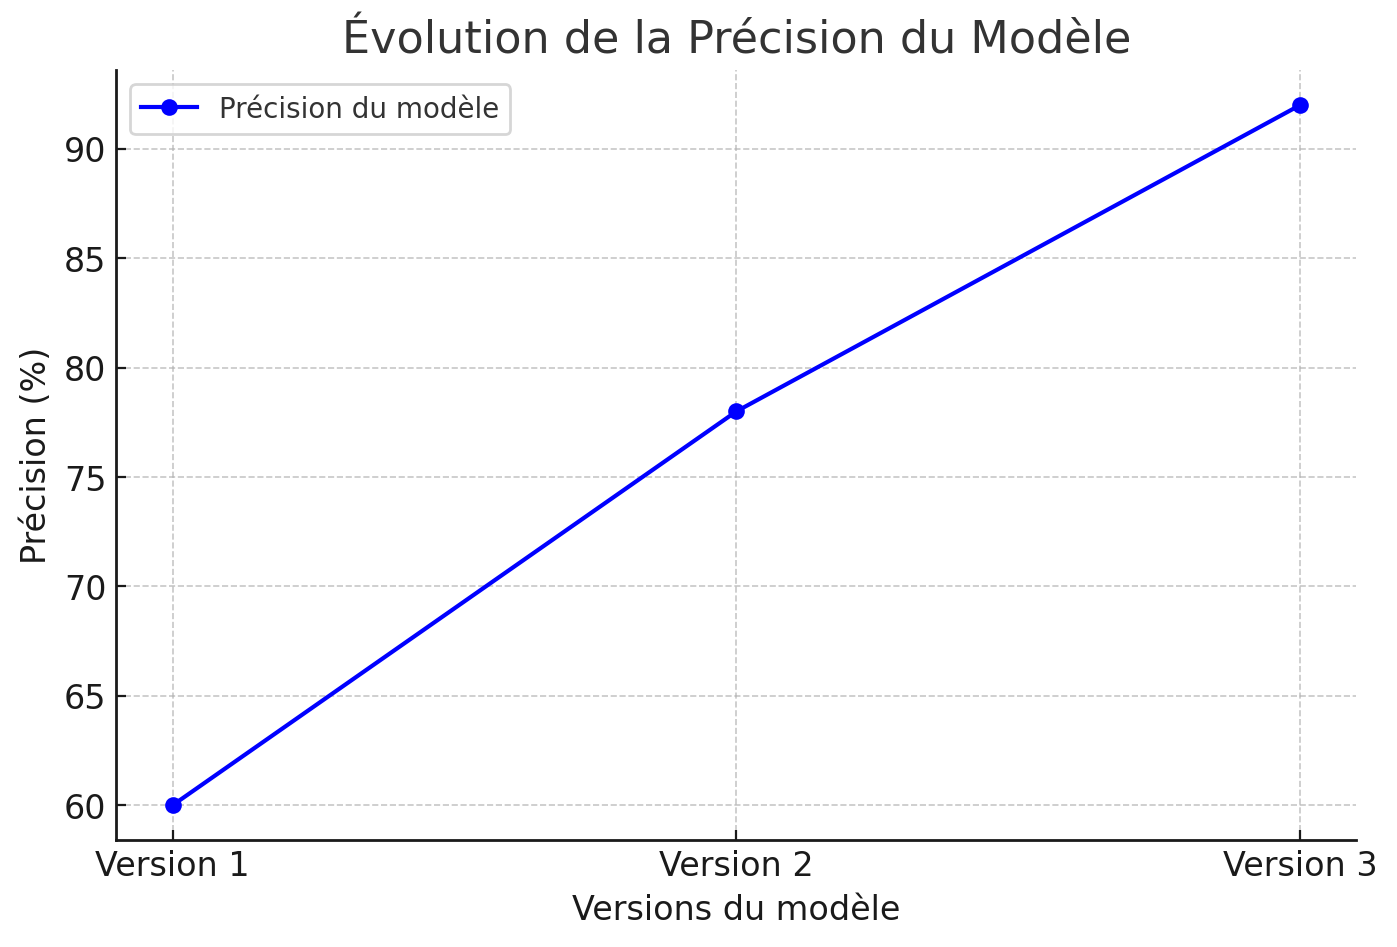 Évolution de la Précision du Modèle
Précision du modèle
90
85
80
75
70
65
60
Précision (%)
Version 1
Version 2
Version 3
Versions du modèle